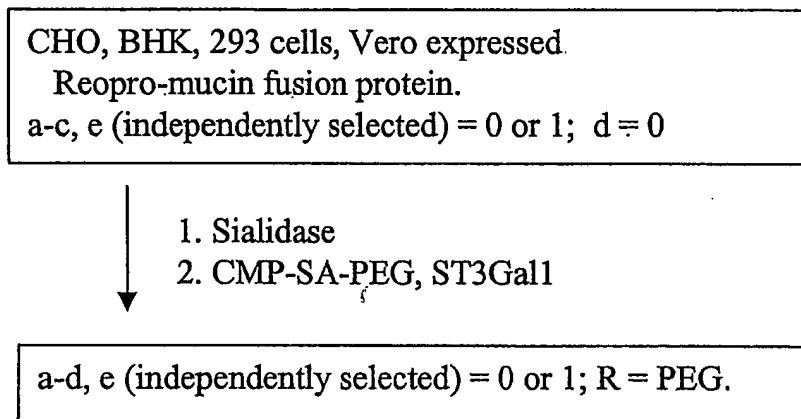 CHO, BHK, 293 cells, Vero expressed
Reopro-mucin fusion protein.
a-c, e (independently selected) = 0 or 1; d = 0
1. Sialidase
2. CMP-SA-PEG, ST3Gal1
a-d, e (independently selected) = 0 or 1; R = PEG.